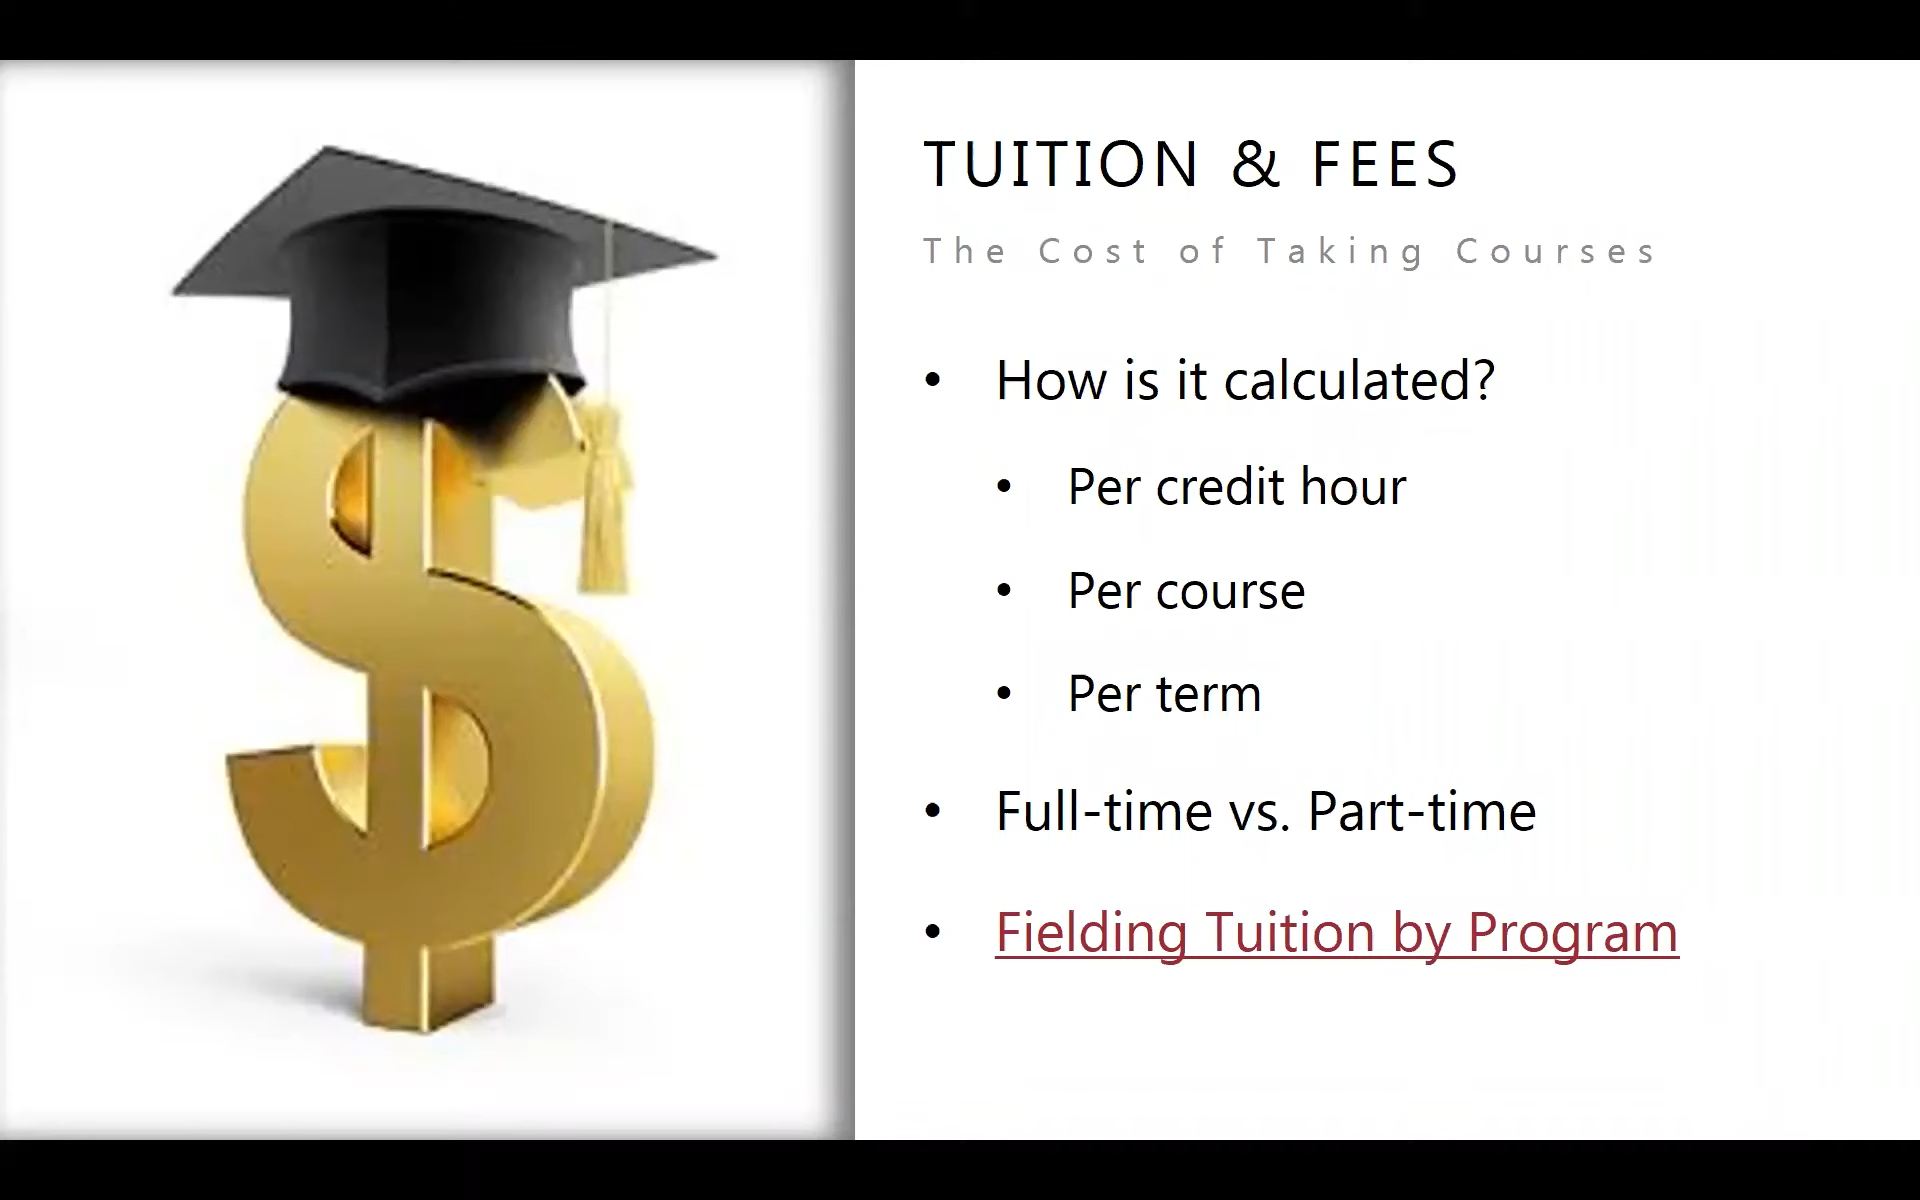 TUITION & FEES
The Cost of Taking Courses
• How is it calculated?
• Per credit hour
• Per course
• Per term
• Full-time vs. Part-time
• Fielding Tuition by Program